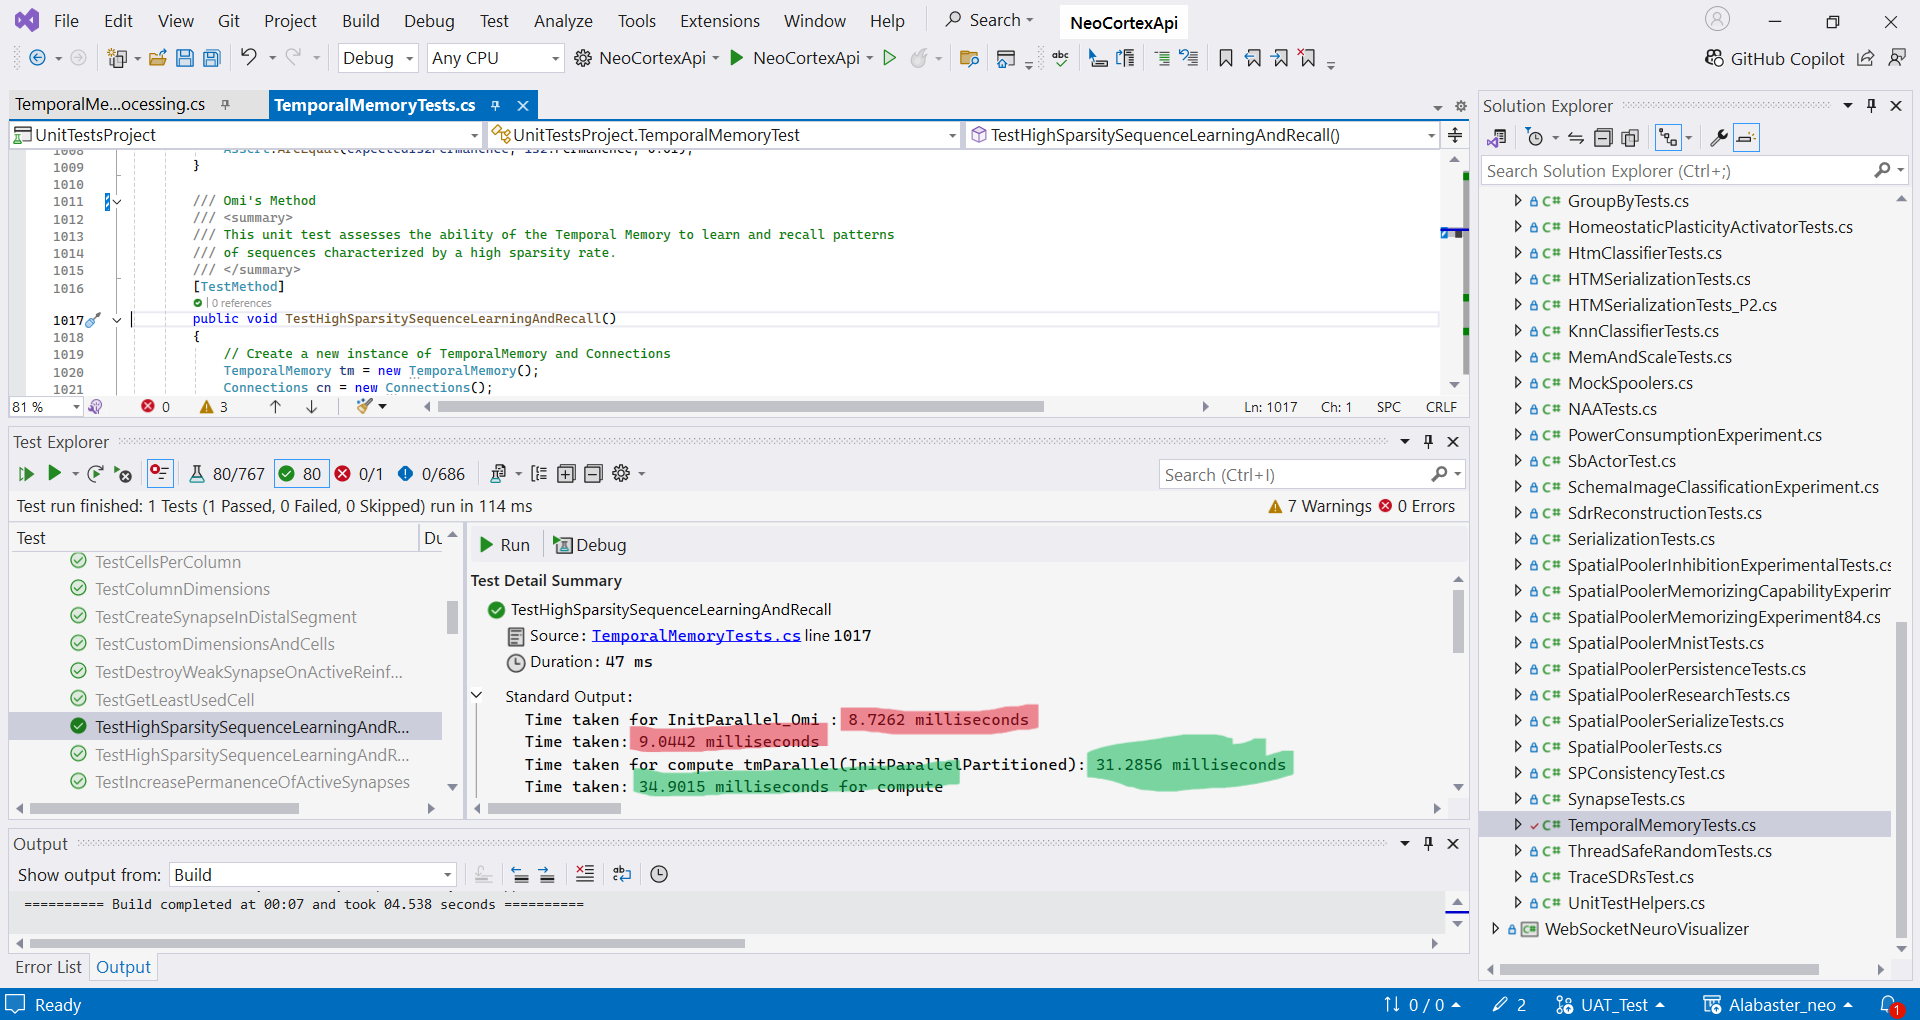 File Edit View Git Project Build Debug Test Analyze Tools Extensions Window Help Search NeoCortexApi
Debug Any CPU NeoCortexApi NeoCortexApi abc GitHub Copilot
TemporalMe...ocessing.cs TemporalMemoryTests.cs
UnitTestsProject UnitTestsProject.TemporalMemoryTest TestHighSparsitySequenceLearningAndRecall()
1009 }
1010
1011 /// Omi's Method
1012 /// <summary>
1013 /// This unit test assesses the ability of the Temporal Memory to learn and recall patterns
1014 /// of sequences characterized by a high sparsity rate.
1015 /// </summary>
1016 [TestMethod]
| 0 references
1017 public void TestHighSparsitySequenceLearningAndRecall()
1018 {
1019 // Create a new instance of TemporalMemory and Connections
1020 TemporalMemory tm = new TemporalMemory();
1021 Connections cn = new Connections();
81 % 0 3 Ln: 1017 Ch: 1 SPC CRLF
Test Explorer
80/767 80 0/1 0/686 Search (Ctrl+I)
Test run finished: 1 Tests (1 Passed, 0 Failed, 0 Skipped) run in 114 ms 7 Warnings 0 Errors
Test Du
TestCellsPerColumn
TestColumnDimensions
TestCreateSynapseInDistalSegment
TestCustomDimensionsAndCells
TestDestroyWeakSynapseOnActiveReinf...
TestGetLeastUsedCell
TestHighSparsitySequenceLearningAndR...
TestHighSparsitySequenceLearningAndR...
TestIncreasePermanenceOfActiveSynapses
Run Debug
Test Detail Summary
TestHighSparsitySequenceLearningAndRecall
Source: TemporalMemoryTests.cs line 1017
Duration: 47 ms
Standard Output:
Time taken for InitParallel_Omi : 8.7262 milliseconds
Time taken: 9.0442 milliseconds
Time taken for compute tmParallel(InitParallelPartitioned): 31.2856 milliseconds
Time taken: 34.9015 milliseconds for compute
Output
Show output from: Build
========== Build completed at 00:07 and took 04.538 seconds ==========
Error List Output
Solution Explorer
Search Solution Explorer (Ctrl+;)
C# GroupByTests.cs
C# HomeostaticPlasticityActivatorTests.cs
C# HtmClassifierTests.cs
C# HTMSerializationTests.cs
C# HTMSerializationTests_P2.cs
C# KnnClassifierTests.cs
C# MemAndScaleTests.cs
C# MockSpoolers.cs
C# NAATests.cs
C# PowerConsumptionExperiment.cs
C# SbActorTest.cs
C# SchemaImageClassificationExperiment.cs
C# SdrReconstructionTests.cs
C# SerializationTests.cs
C# SpatialPoolerInhibitionExperimentalTests.cs
C# SpatialPoolerMemorizingCapabilityExperim
C# SpatialPoolerMemorizingExperiment84.cs
C# SpatialPoolerMnistTests.cs
C# SpatialPoolerPersistenceTests.cs
C# SpatialPoolerResearchTests.cs
C# SpatialPoolerSerializeTests.cs
C# SpatialPoolerTests.cs
C# SPConsistencyTest.cs
C# SynapseTests.cs
C# TemporalMemoryTests.cs
C# ThreadSafeRandomTests.cs
C# TraceSDRsTest.cs
C# UnitTestHelpers.cs
C# WebSocketNeuroVisualizer
Ready 0 / 0 2 UAT_Test Alabaster_neo 1